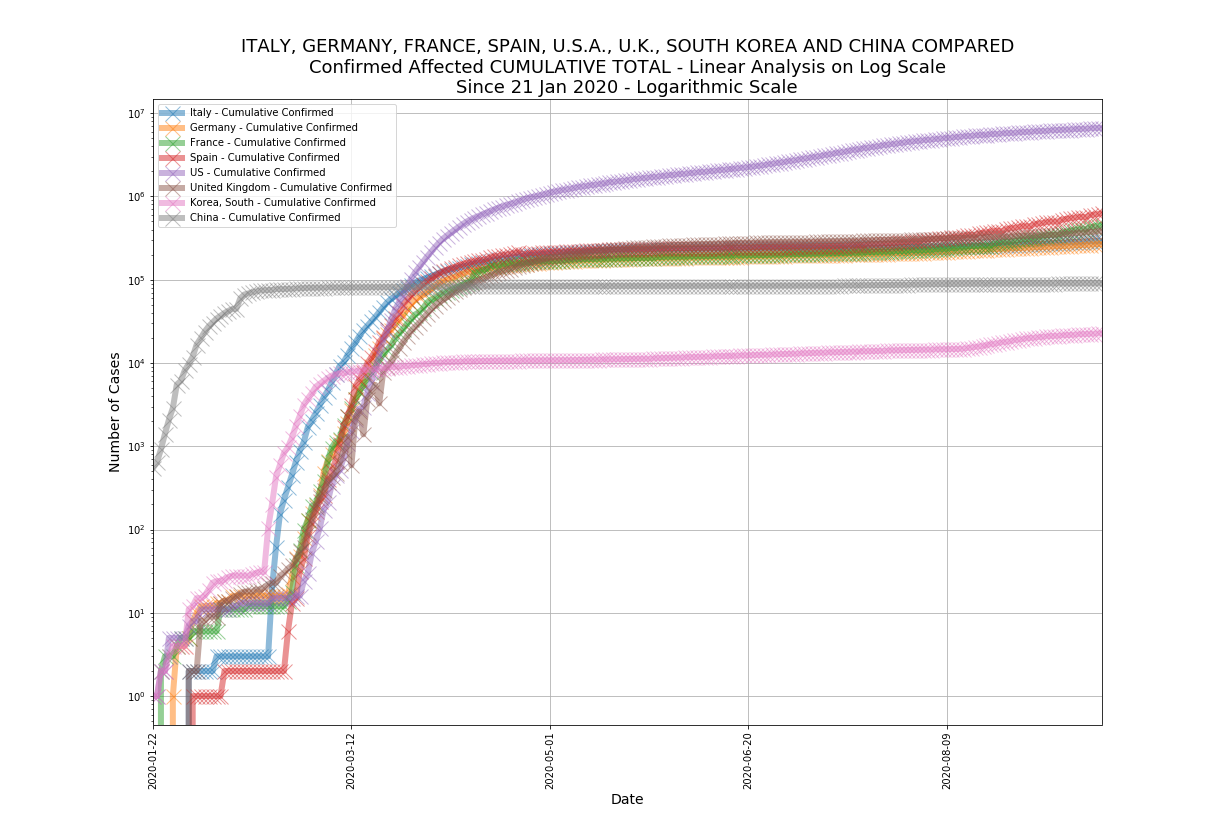 ITALY, GERMANY, FRANCE, SPAIN, U.S.A., U.K., SOUTH KOREA AND CHINA COMPARED
Confirmed Affected CUMULATIVE TOTAL - Linear Analysis on Log Scale
Since 21 Jan 2020 - Logarithmic Scale
Italy - Cumulative Confirmed
Germany - Cumulative Confirmed
France - Cumulative Confirmed
Spain - Cumulative Confirmed
US - Cumulative Confirmed
United Kingdom - Cumulative Confirmed
Korea, South - Cumulative Confirmed
China - Cumulative Confirmed
Number of Cases
10⁷
10⁶
10⁵
10⁴
10³
10²
10¹
10⁰
2020-01-22
2020-03-12
2020-05-01
2020-06-20
2020-08-09
Date